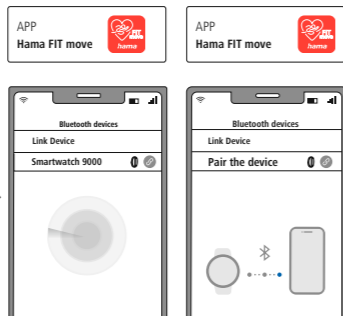 APP
Hama FIT move
FIT
move
hama
APP
Hama FIT move
FIT
move
hama
Bluetooth devices
Link Device
Smartwatch 9000
Bluetooth devices
Link Device
Pair the device